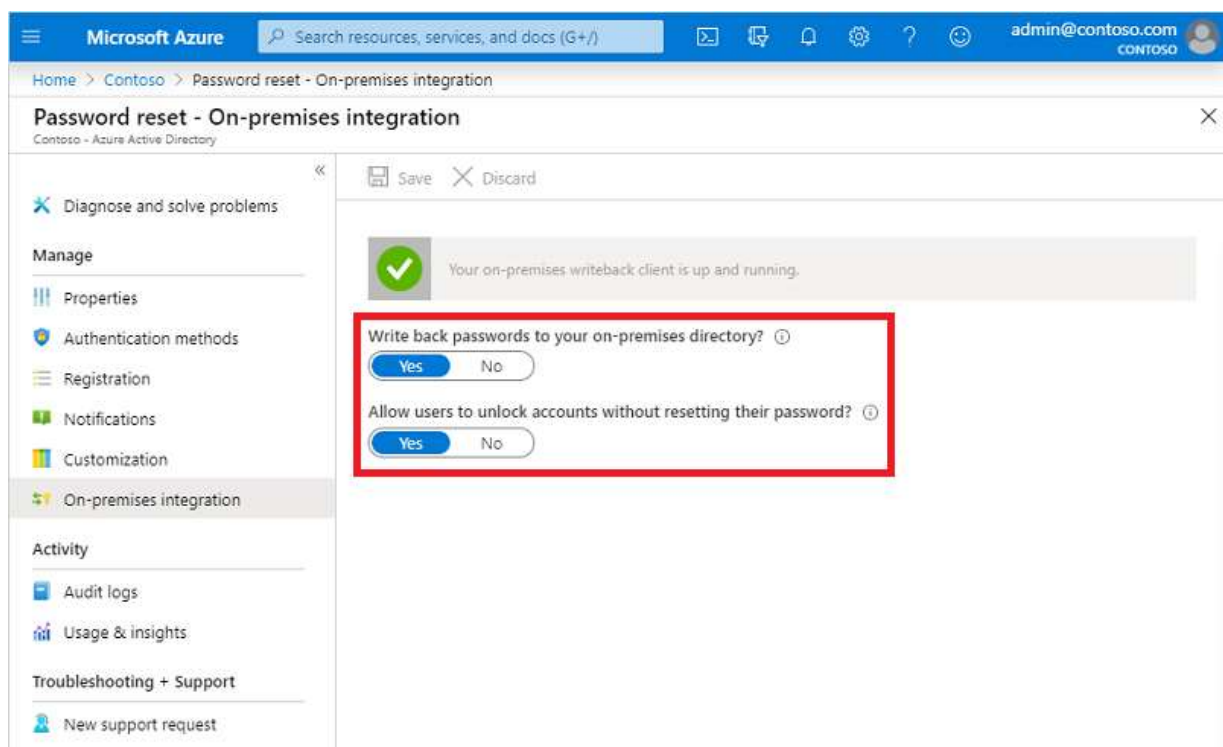 Microsoft Azure
Search resources, services, and docs (G+/)
admin@contoso.com
CONTOSO
Home > Contoso > Password reset - On-premises integration
Password reset - On-premises integration
Contoso - Azure Active Directory
Save
Discard
Diagnose and solve problems
Manage
Properties
Authentication methods
Registration
Notifications
Customization
On-premises integration
Activity
Audit logs
Usage & insights
Troubleshooting + Support
New support request
Your on-premises writeback client is up and running.
Write back passwords to your on-premises directory?
Yes No
Allow users to unlock accounts without resetting their password?
Yes No